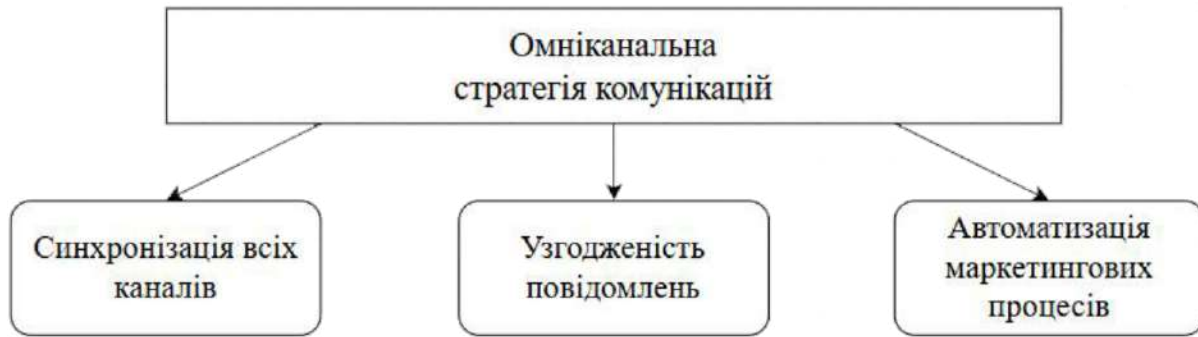 Омніканальна
стратегія комунікацій
Синхронізація всіх
каналів
Узгодженість
повідомлень
Автоматизація
маркетингових
процесів